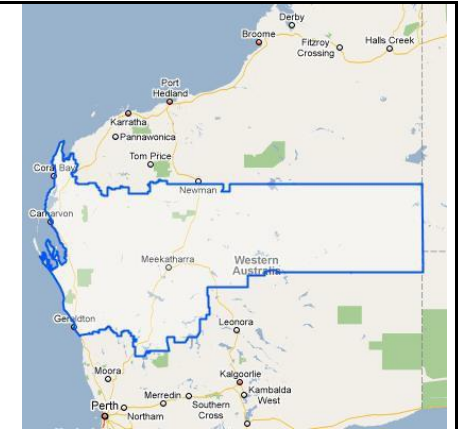 Derby
Broome
Fitzroy
Crossing
Halls Creek
Port
Hedland
Karratha
Pannawonica
Tom Price
Coral Bay
Newman
Carnarvon
Meekatharra
Western
Australia
Geraldton
Leonora
Moora
Kalgoorlie
Merredin
Kambalda
West
Southern
Cross
Perth
Northam